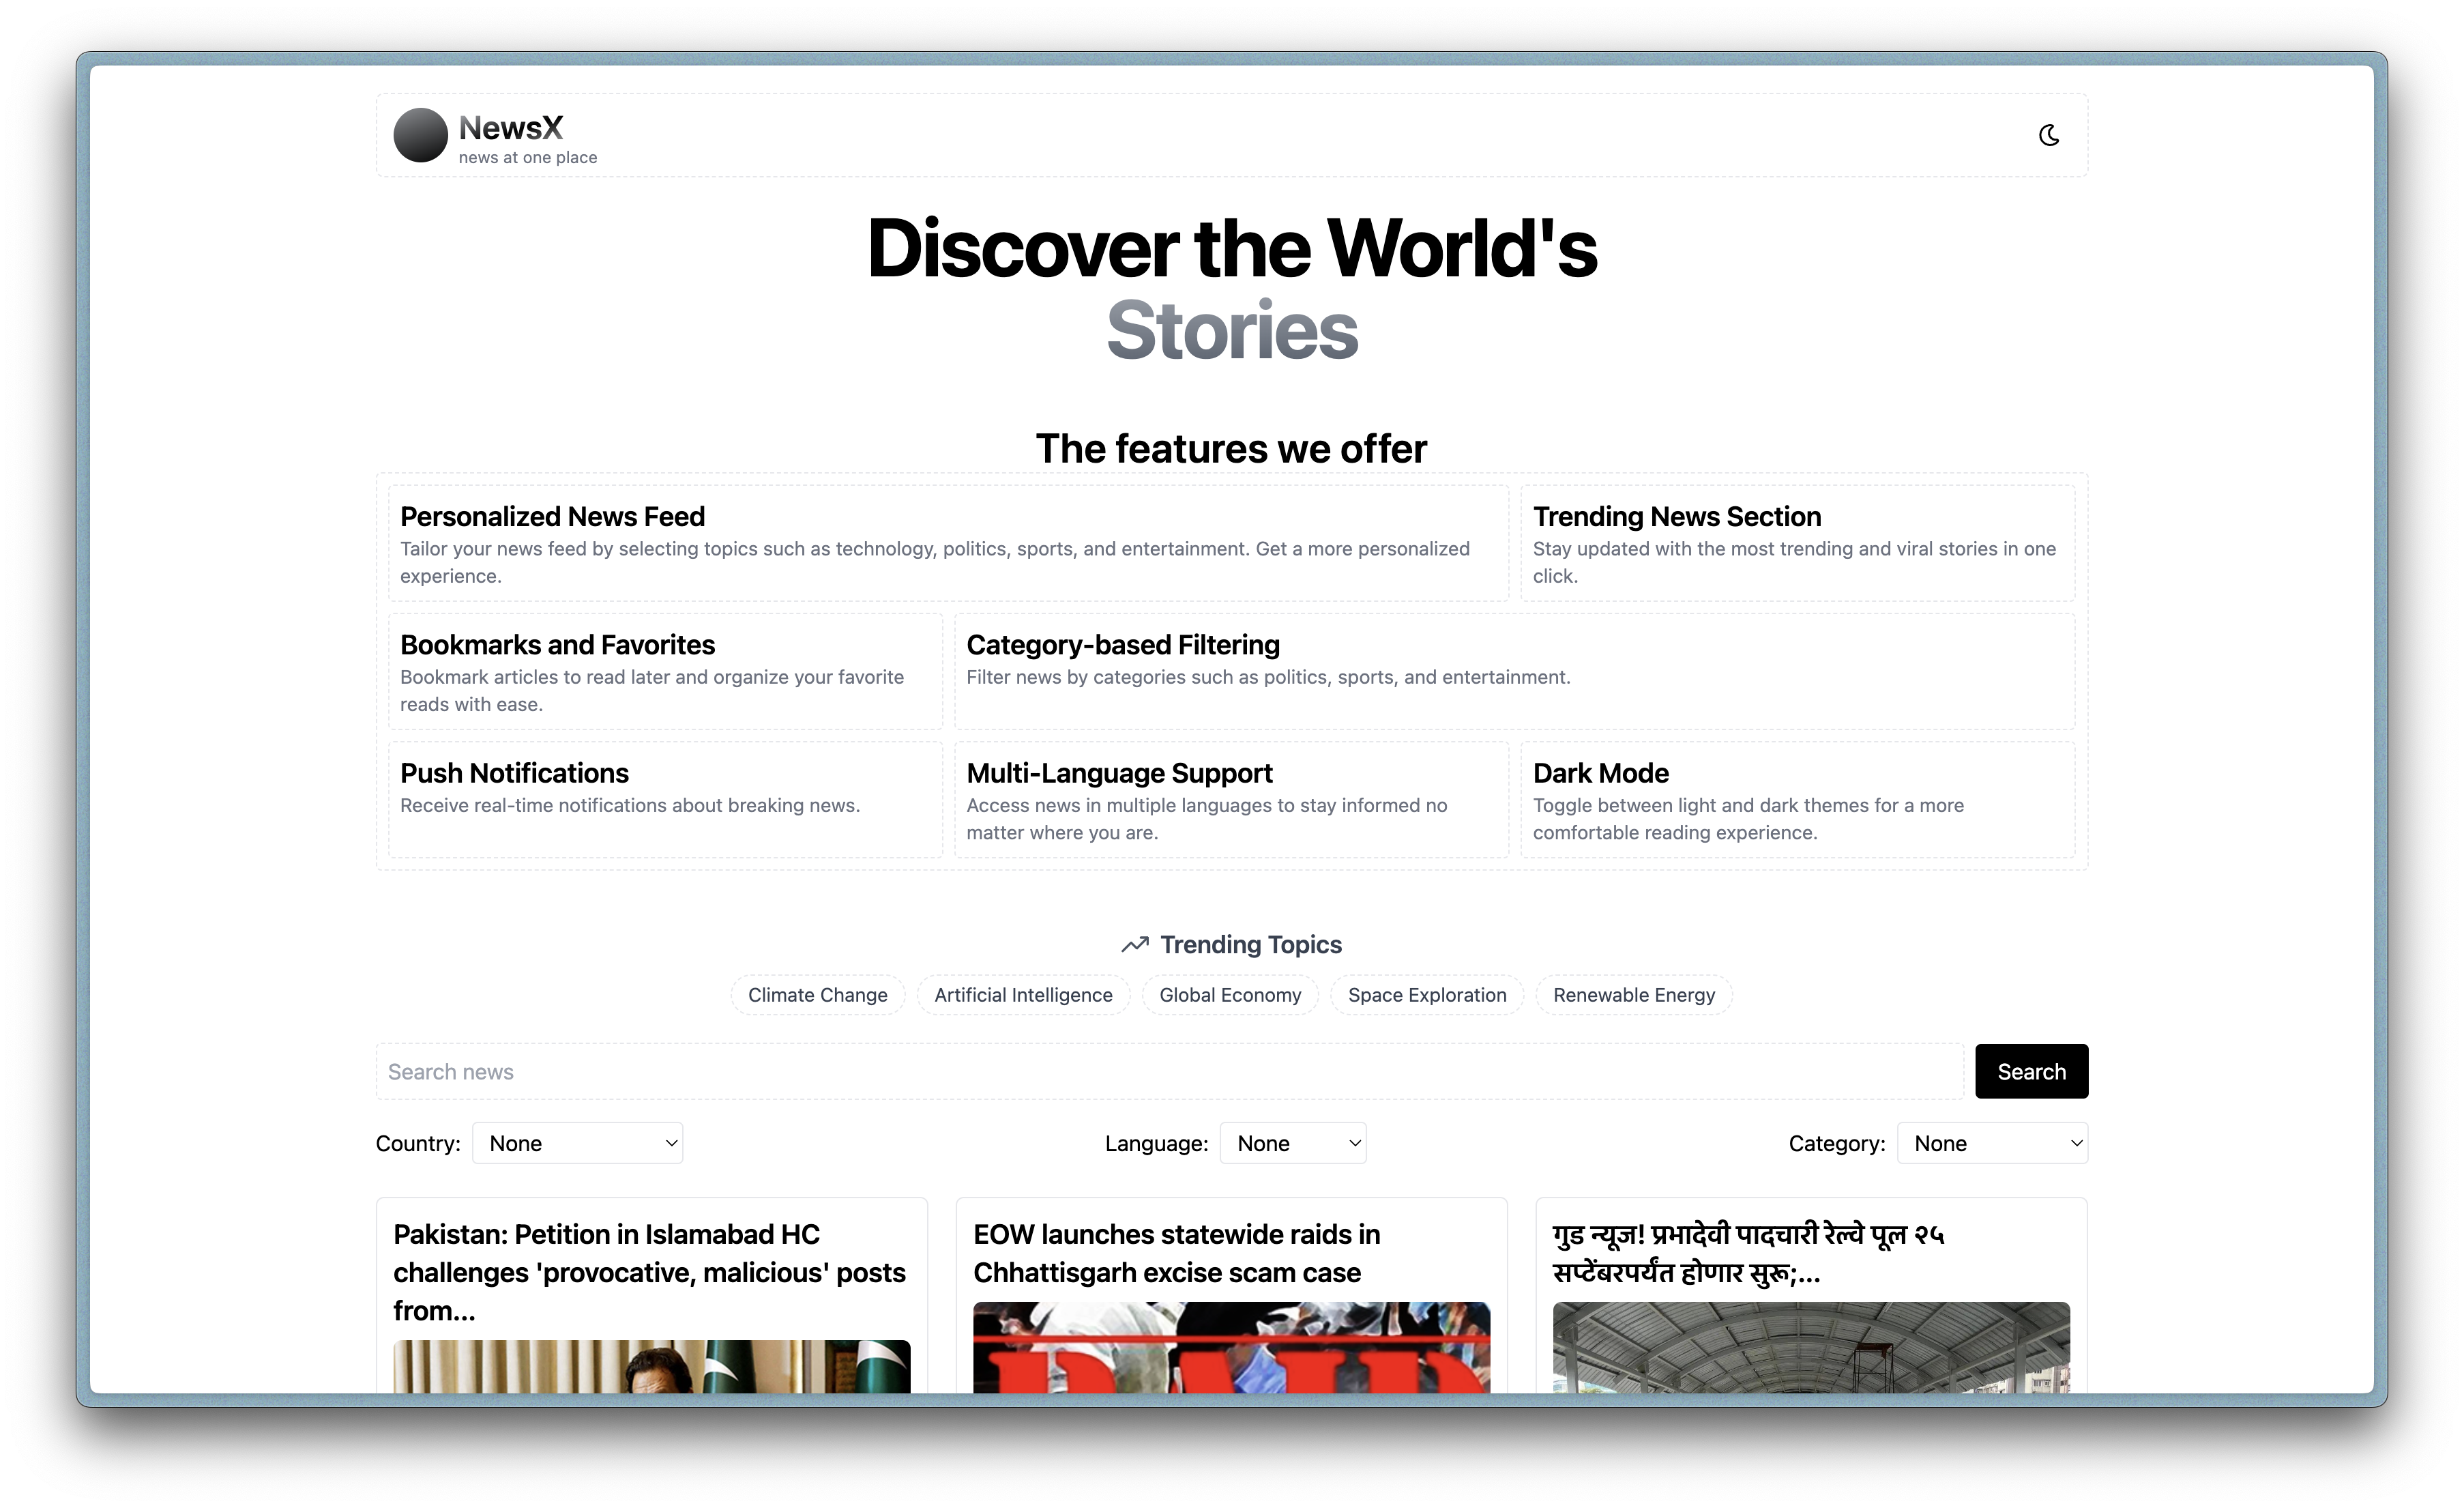 NewsX
news at one place
Discover the World's
Stories
The features we offer
Personalized News Feed
Tailor your news feed by selecting topics such as technology, politics, sports, and entertainment. Get a more personalized
experience.
Trending News Section
Stay updated with the most trending and viral stories in one
click.
Bookmarks and Favorites
Bookmark articles to read later and organize your favorite
reads with ease.
Category-based Filtering
Filter news by categories such as politics, sports, and entertainment.
Push Notifications
Receive real-time notifications about breaking news.
Multi-Language Support
Access news in multiple languages to stay informed no
matter where you are.
Dark Mode
Toggle between light and dark themes for a more
comfortable reading experience.
Trending Topics
Climate Change
Artificial Intelligence
Global Economy
Space Exploration
Renewable Energy
Search news
Search
Country: None
Language: None
Category: None
Pakistan: Petition in Islamabad HC
challenges 'provocative, malicious' posts
from...
EOW launches statewide raids in
Chhattisgarh excise scam case
RAID
गुड न्यूज! प्रभादेवी पादचारी रेल्वे पूल २५
सप्टेंबरपर्यंत होणार सुरू;...